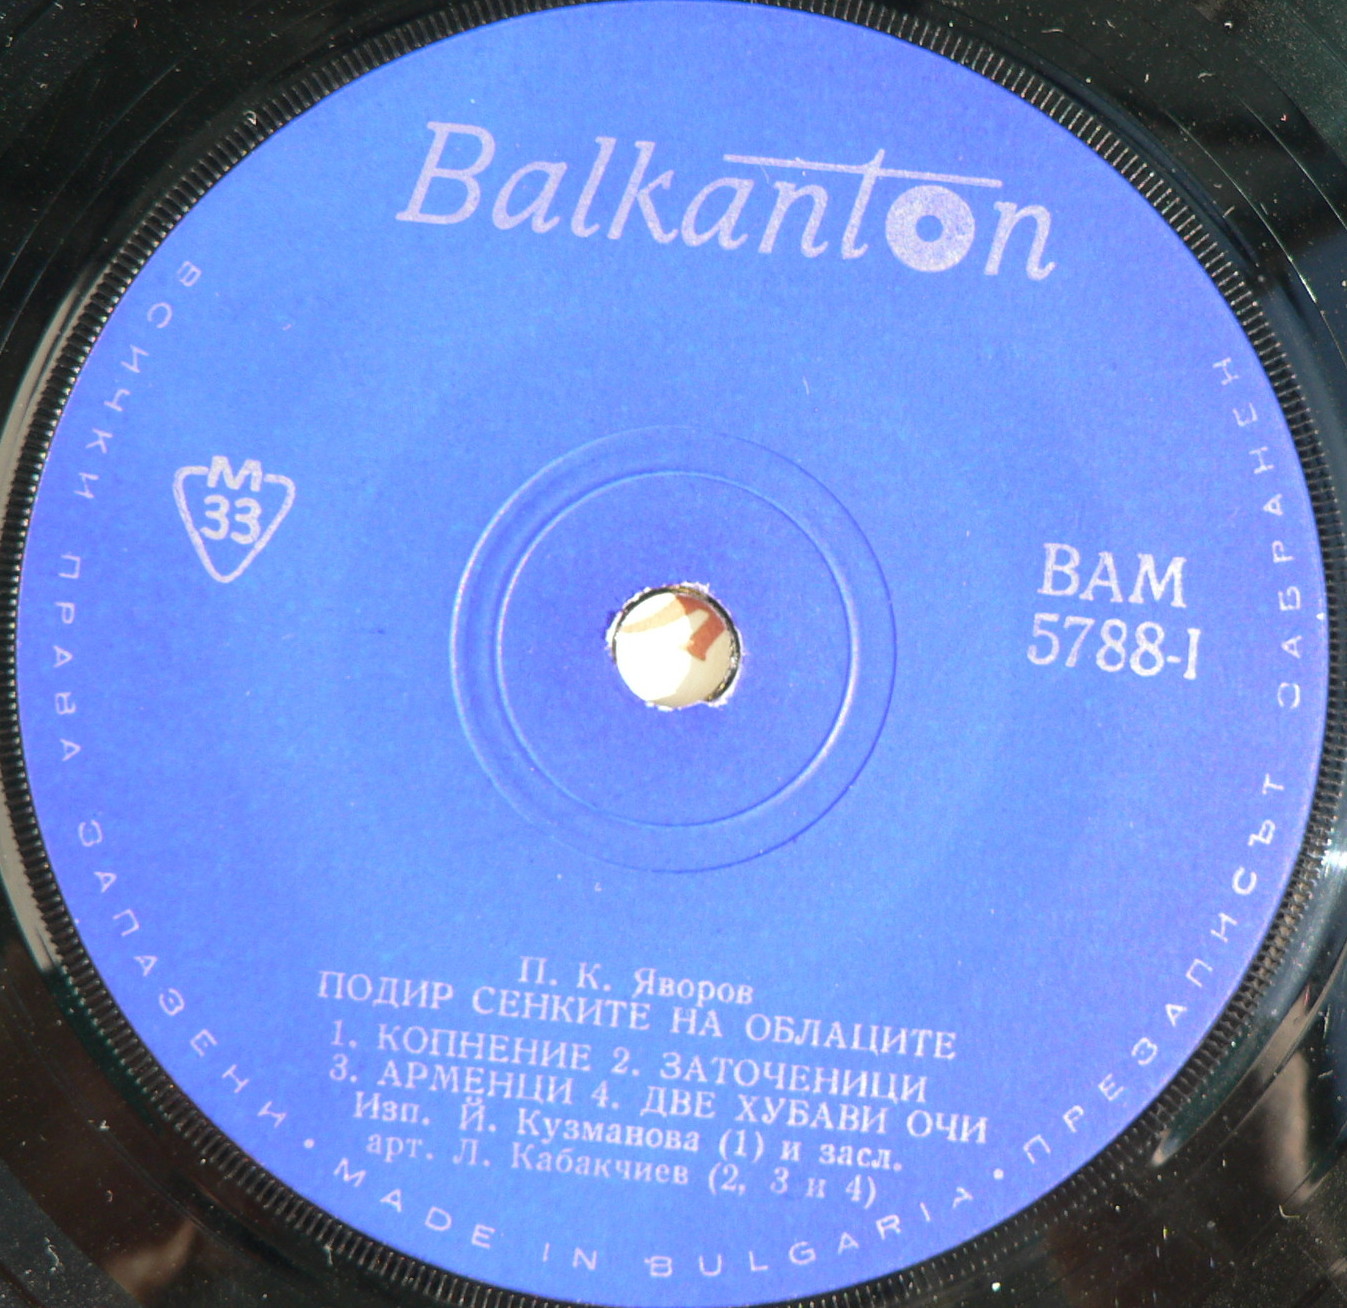 Balkanton
М
33
ВАМ
5788-I
П. К. Яворов
ПОДИР СЕНКИТЕ НА ОБЛАЦИТЕ
1. КОПНЕНИЕ 2. ЗАТОЧЕНИЦИ
3. АРМЕНЦИ 4. ДВЕ ХУБАВИ ОЧИ
Изп. Й. Кузманова (1) и засл.
арт. Л. Кабакчиев (2, 3 и 4)
ВСИЧКИ ПРАВА ЗАПАЗЕНИ • MADE IN BULGARIA • ПРЕЗАПИСЪТ ЗАБРАНЕН